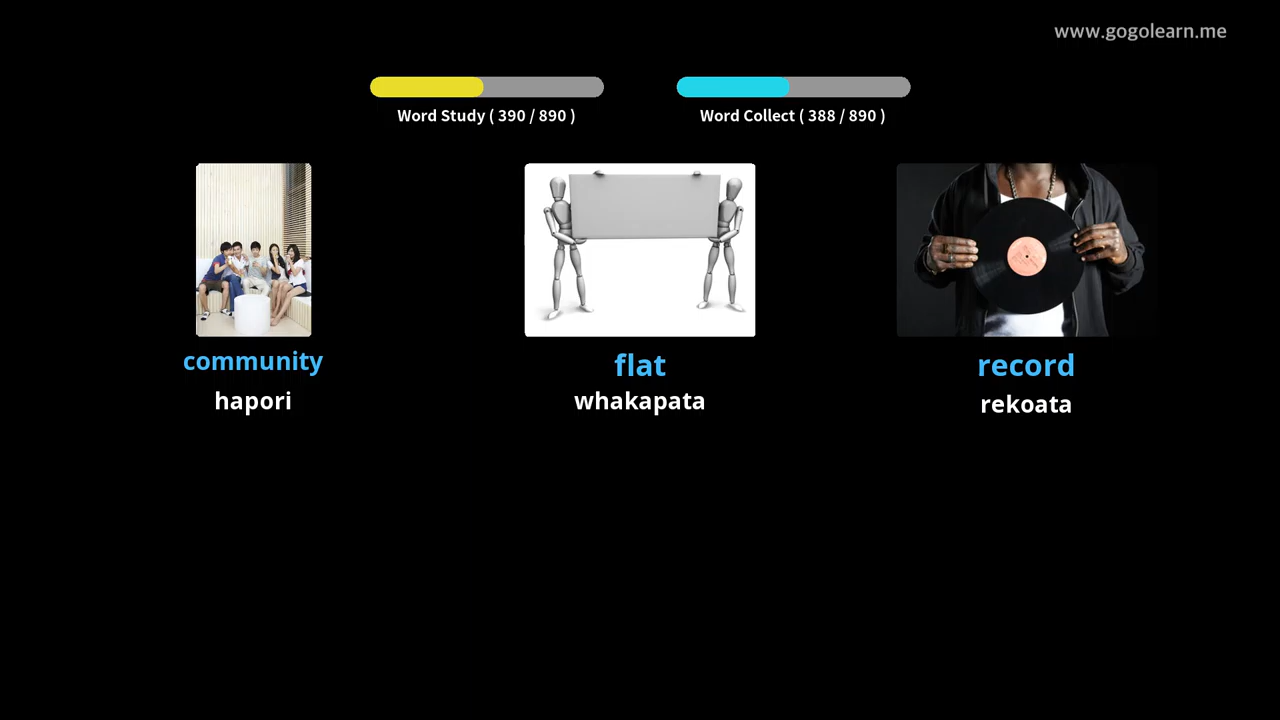 www.gogolearn.me
Word Study ( 390 / 890 )
Word Collect ( 388 / 890 )
community
flat
record
hapori
whakapata
rekoata